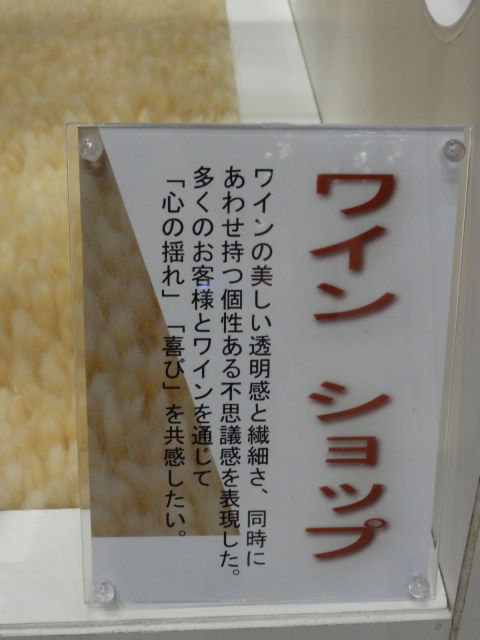 ワイン ショップ
ワインの美しい透明感と繊細さ、同時に
あわせ持つ個性ある不思議感を表現した。
多くのお客様とワインを通じて
「心の揺れ」「喜び」を共感したい。